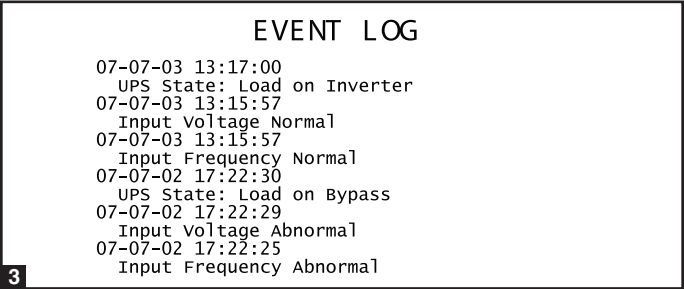 EVENT LOG
07-07-03 13:17:00
UPS State: Load on Inverter
07-07-03 13:15:57
Input Voltage Normal
07-07-03 13:15:57
Input Frequency Normal
07-07-02 17:22:30
UPS State: Load on Bypass
07-07-02 17:22:29
Input Voltage Abnormal
07-07-02 17:22:25
Input Frequency Abnormal
3